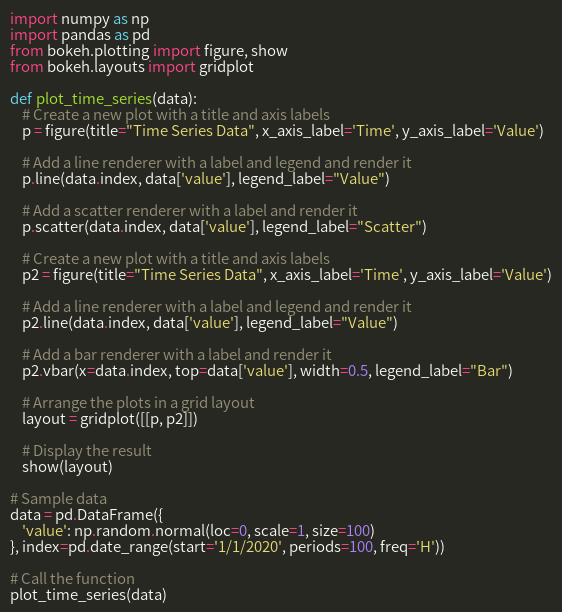 import numpy as np
import pandas as pd
from bokeh.plotting import figure, show
from bokeh.layouts import gridplot

def plot_time_series(data):
    # Create a new plot with a title and axis labels
    p = figure(title="Time Series Data", x_axis_label='Time', y_axis_label='Value')

    # Add a line renderer with a label and legend and render it
    p.line(data.index, data['value'], legend_label="Value")

    # Add a scatter renderer with a label and render it
    p.scatter(data.index, data['value'], legend_label="Scatter")

    # Create a new plot with a title and axis labels
    p2 = figure(title="Time Series Data", x_axis_label='Time', y_axis_label='Value')

    # Add a line renderer with a label and legend and render it
    p2.line(data.index, data['value'], legend_label="Value")

    # Add a bar renderer with a label and render it
    p2.vbar(x=data.index, top=data['value'], width=0.5, legend_label="Bar")

    # Arrange the plots in a grid layout
    layout = gridplot([[p, p2]])

    # Display the result
    show(layout)

# Sample data
data = pd.DataFrame({
    'value': np.random.normal(loc=0, scale=1, size=100)
}, index=pd.date_range(start='1/1/2020', periods=100, freq='H'))

# Call the function
plot_time_series(data)